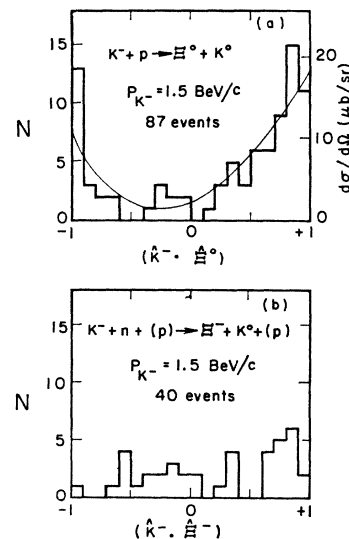 (a)
K⁻+ p → Ξ⁰+ K⁰
P_K⁻ = 1.5 BeV/c
87 events
N
15
10
5
0
20
10
0
dσ/dΩ (μb/sr)
-1 0 +1
(K̂⁻ · Ξ̂⁰)
(b)
K⁻+ n + (p) → Ξ⁻+ K⁰+ (p)
P_K⁻ = 1.5 BeV/c
40 events
N
15
10
5
0
-1 0 +1
(K̂⁻ · Ξ̂⁻)